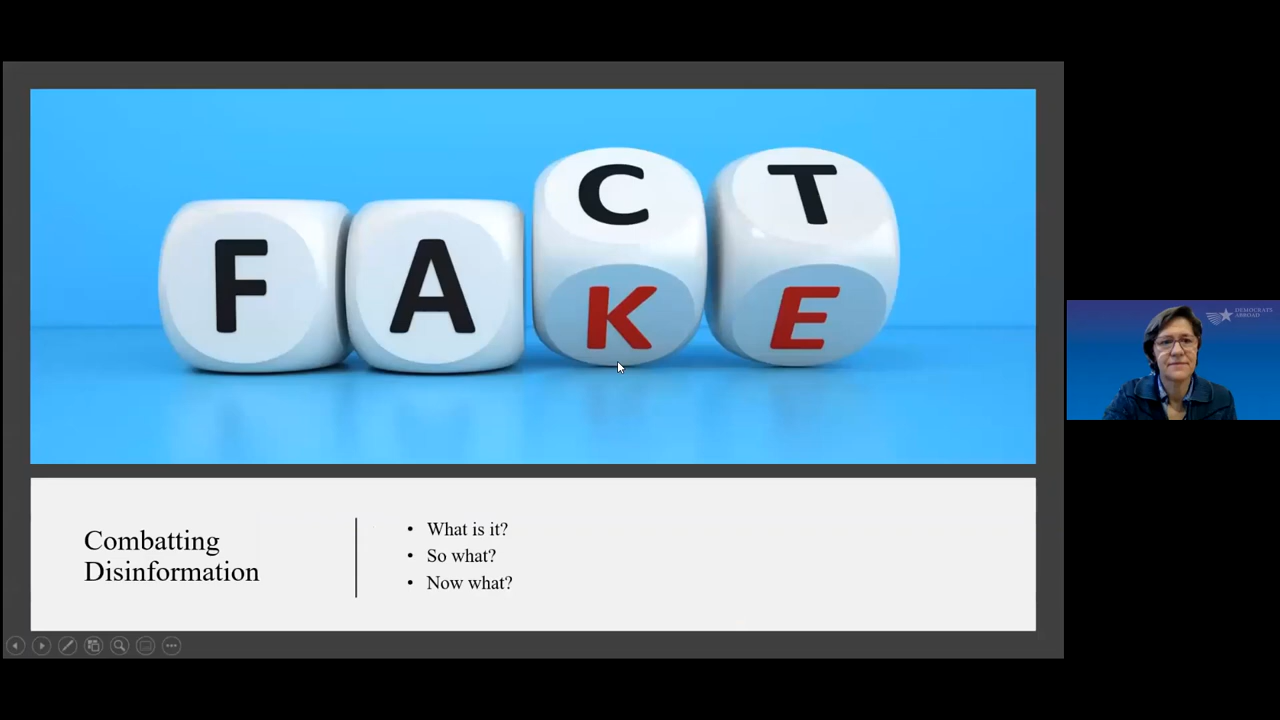 F A C T
K E
Combatting
Disinformation
• What is it?
• So what?
• Now what?
DEMOCRATS
ABROAD